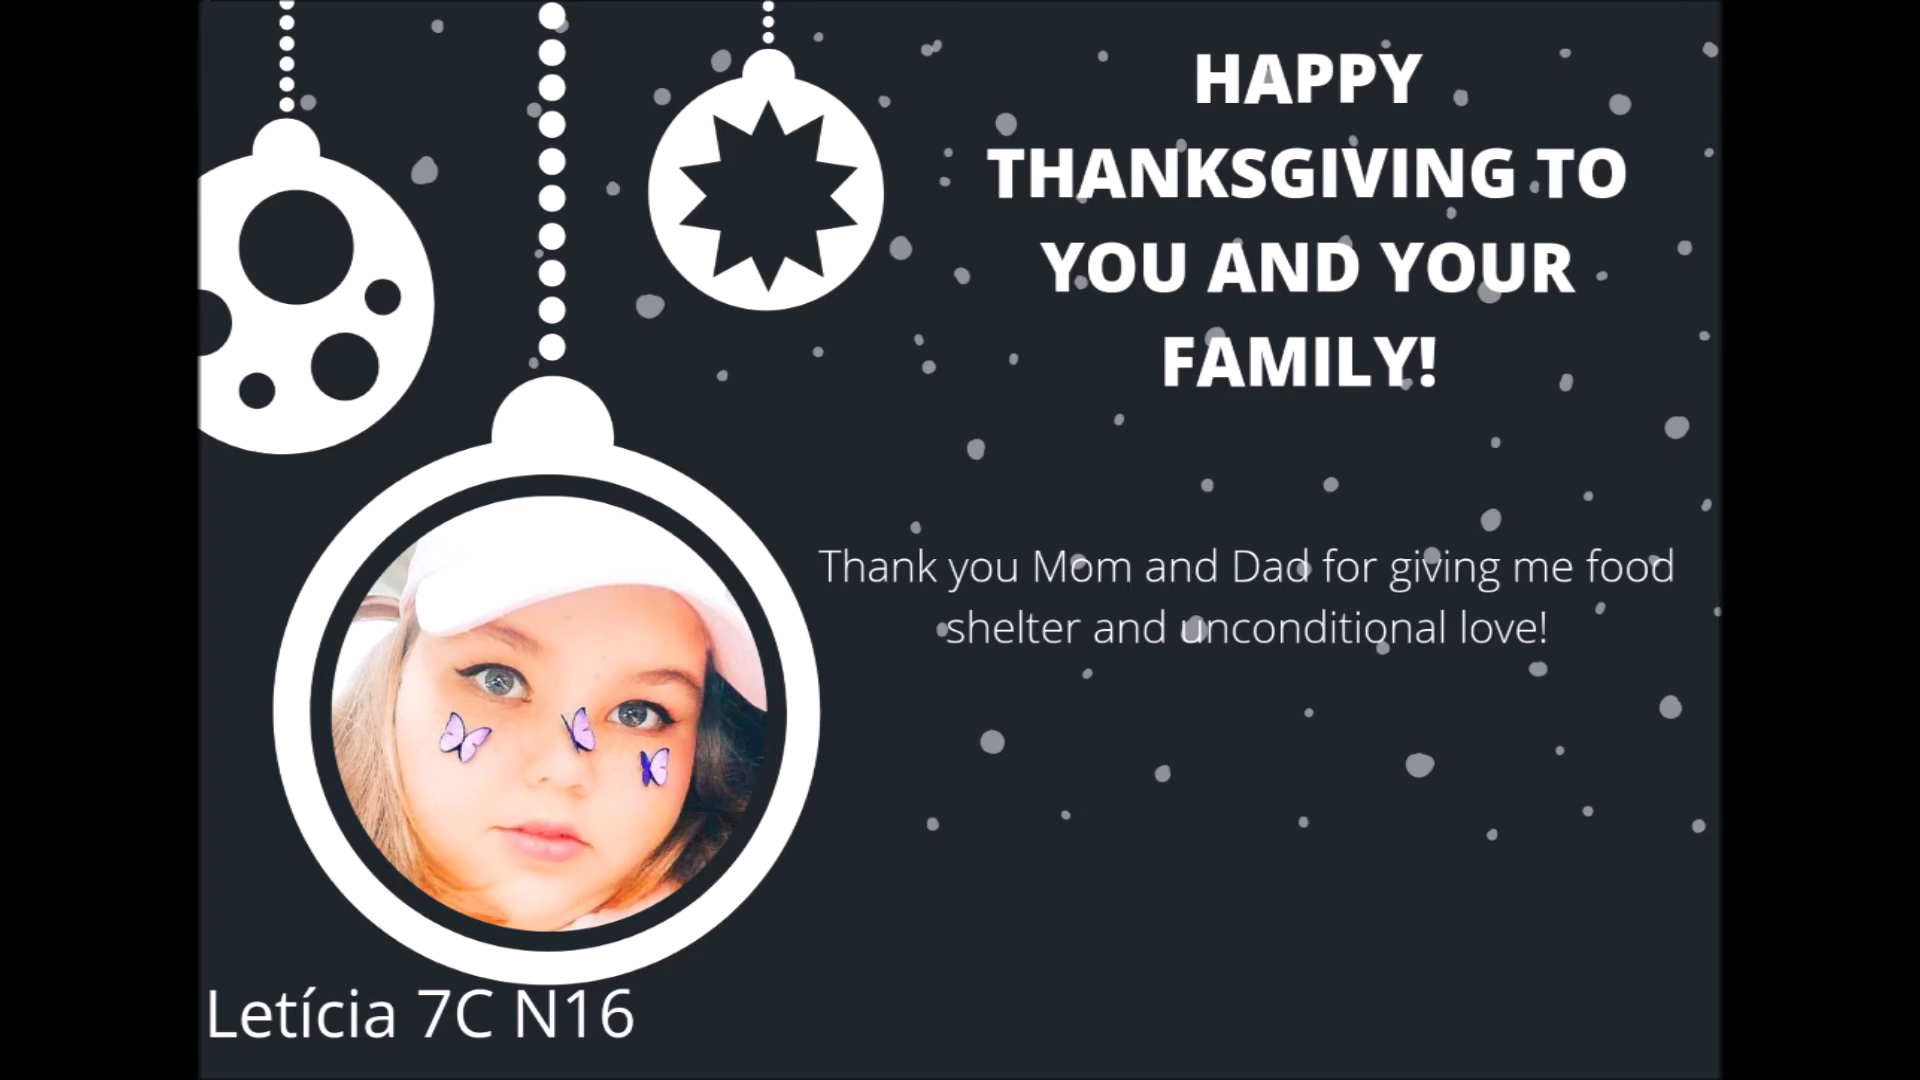 HAPPY
THANKSGIVING TO
YOU AND YOUR
FAMILY!
Thank you Mom and Dad for giving me food
shelter and unconditional love!
Letícia 7C N16